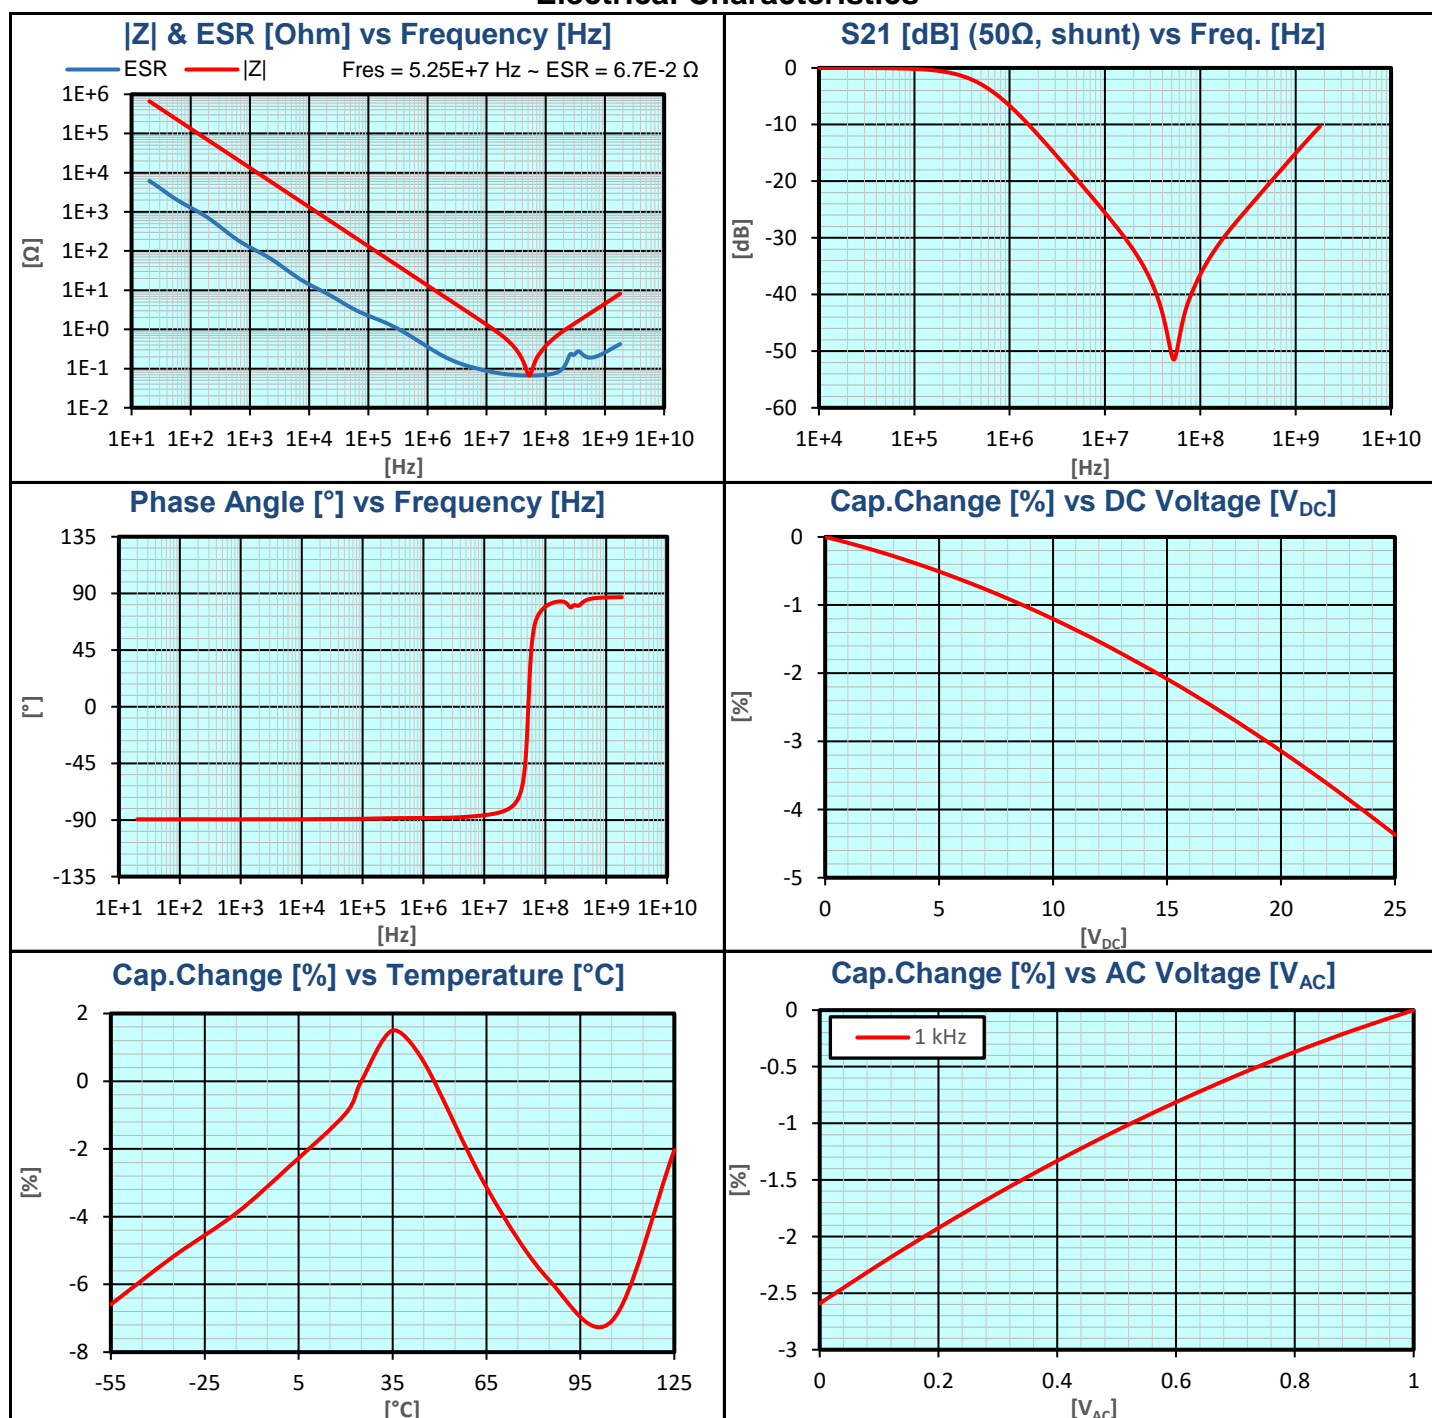 Electrical Characteristics
|Z| & ESR [Ohm] vs Frequency [Hz]
ESR |Z| Fres = 5.25E+7 Hz ~ ESR = 6.7E-2 Ω
1E+6
1E+5
1E+4
1E+3
1E+2
1E+1
1E+0
1E-1
1E-2
[Ω]
1E+1 1E+2 1E+3 1E+4 1E+5 1E+6 1E+7 1E+8 1E+9 1E+10
[Hz]
S21 [dB] (50Ω, shunt) vs Freq. [Hz]
0
-10
-20
-30
-40
-50
-60
[dB]
1E+4 1E+5 1E+6 1E+7 1E+8 1E+9 1E+10
[Hz]
Phase Angle [°] vs Frequency [Hz]
135
90
45
0
-45
-90
-135
[°]
1E+1 1E+2 1E+3 1E+4 1E+5 1E+6 1E+7 1E+8 1E+9 1E+10
[Hz]
Cap.Change [%] vs DC Voltage [VDC]
0
-1
-2
-3
-4
-5
[%]
0 5 10 15 20 25
[VDC]
Cap.Change [%] vs Temperature [°C]
2
0
-2
-4
-6
-8
[%]
-55 -25 5 35 65 95 125
[°C]
Cap.Change [%] vs AC Voltage [VAC]
1 kHz
0
-0.5
-1
-1.5
-2
-2.5
-3
[%]
0 0.2 0.4 0.6 0.8 1
[VAC]